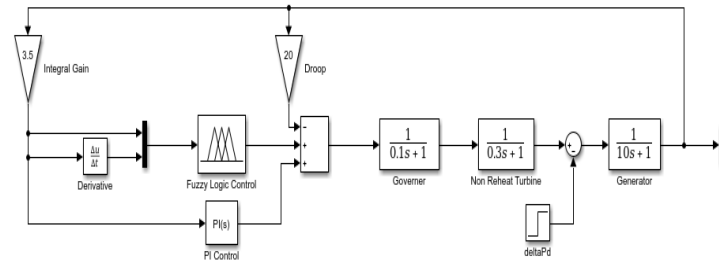 3.5
Integral Gain
20
Droop
Δu
Δt
Derivative
Fuzzy Logic Control
PI(s)
PI Control
−
+
+
1
0.1s + 1
Governer
1
0.3s + 1
Non Reheat Turbine
+
−
1
10s + 1
Generator
deltaPd